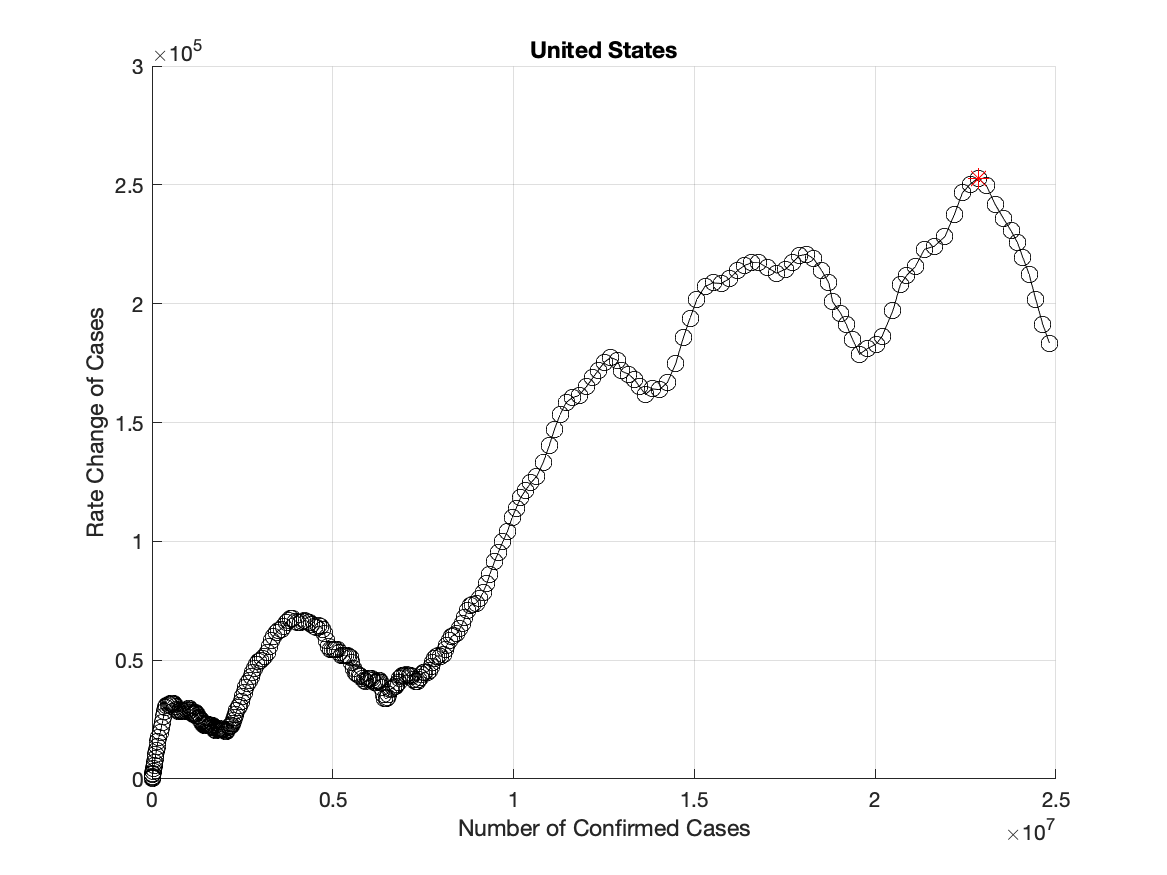 United States
×10^5
3
2.5
2
1.5
1
0.5
0
Rate Change of Cases
0 0.5 1 1.5 2 2.5
Number of Confirmed Cases
×10^7